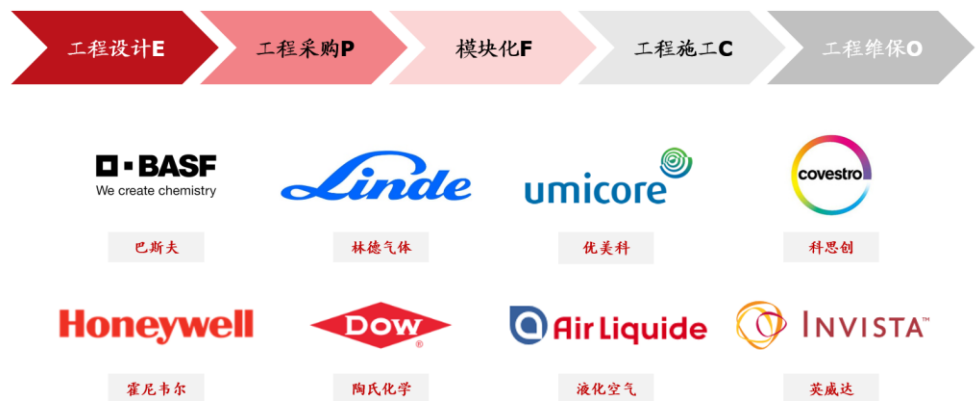 工程设计E
工程采购P
模块化F
工程施工C
工程维保O
BASF
We create chemistry
Linde
umicore
covestro
巴斯夫
林德气体
优美科
科思创
Honeywell
DOW®
Air Liquide
INVISTA™
霍尼韦尔
陶氏化学
液化空气
英威达